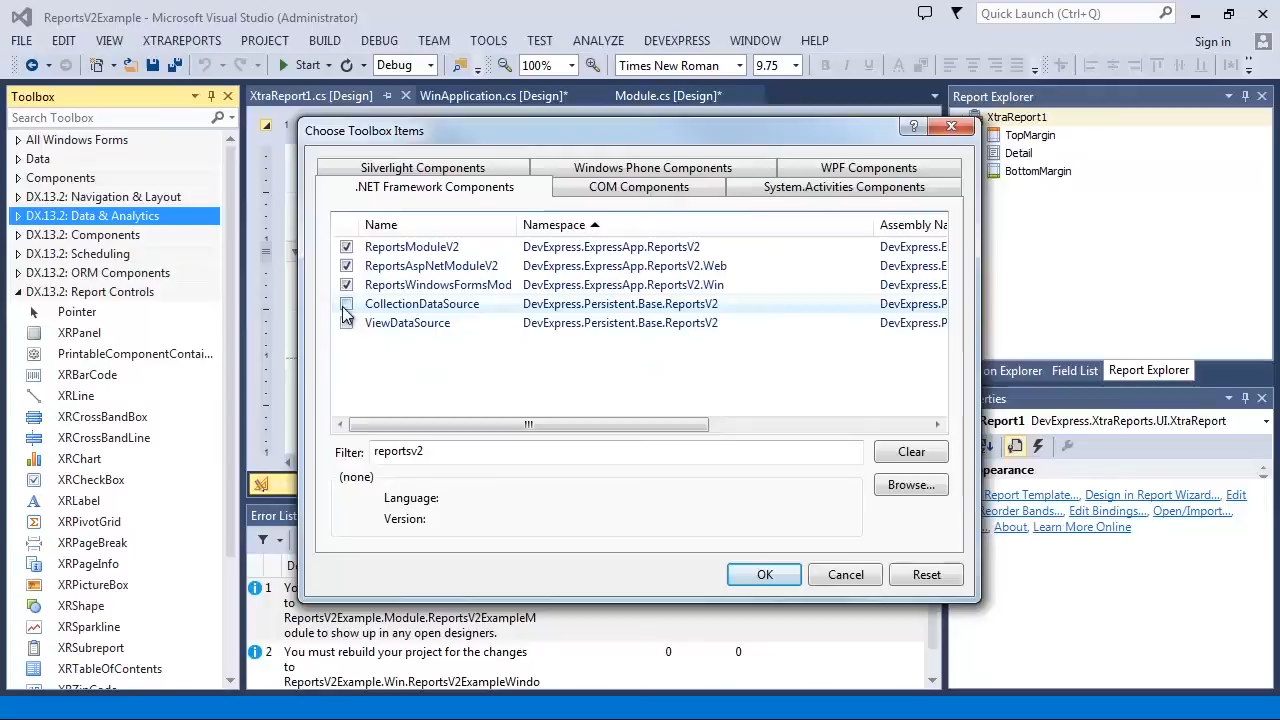 ReportsV2Example - Microsoft Visual Studio (Administrator)
Quick Launch (Ctrl+Q)
FILE EDIT VIEW XTRAREPORTS PROJECT BUILD DEBUG TEAM TOOLS TEST ANALYZE DEVEXPRESS WINDOW HELP
Sign in
Start Debug 100% Times New Roman 9.75 B I
Toolbox
Search Toolbox
All Windows Forms
Data
Components
DX.13.2: Navigation & Layout
DX.13.2: Data & Analytics
DX.13.2: Components
DX.13.2: Scheduling
DX.13.2: ORM Components
DX.13.2: Report Controls
Pointer
XRPanel
PrintableComponentContai...
XRBarCode
XRLine
XRCrossBandBox
XRCrossBandLine
XRChart
XRCheckBox
XRLabel
XRPivotGrid
XRPageBreak
XRPageInfo
XRPictureBox
XRShape
XRSparkline
XRSubreport
XRTableOfContents
XRZipCode
XtraReport1.cs [Design] WinApplication.cs [Design]* Module.cs [Design]*
Choose Toolbox Items
Silverlight Components Windows Phone Components WPF Components
.NET Framework Components COM Components System.Activities Components
Name Namespace Assembly Na
ReportsModuleV2 DevExpress.ExpressApp.ReportsV2 DevExpress.E
ReportsAspNetModuleV2 DevExpress.ExpressApp.ReportsV2.Web DevExpress.E
ReportsWindowsFormsMod DevExpress.ExpressApp.ReportsV2.Win DevExpress.E
CollectionDataSource DevExpress.Persistent.Base.ReportsV2 DevExpress.P
ViewDataSource DevExpress.Persistent.Base.ReportsV2 DevExpress.P
Filter: reportsv2 Clear
(none) Browse...
Language:
Version:
OK Cancel Reset
Error List
1 Yo
to
ReportsV2Example.Module.ReportsV2ExampleM
odule to show up in any open designers.
2 You must rebuild your project for the changes 0 0
to
ReportsV2Example.Win.ReportsV2ExampleWindo
Report Explorer
XtraReport1
TopMargin
Detail
BottomMargin
on Explorer Field List Report Explorer
erties
Report1 DevExpress.XtraReports.UI.XtraReport
pearance
Report Template..., Design in Report Wizard..., Edit
Reorder Bands..., Edit Bindings..., Open/Import...,
..., About, Learn More Online